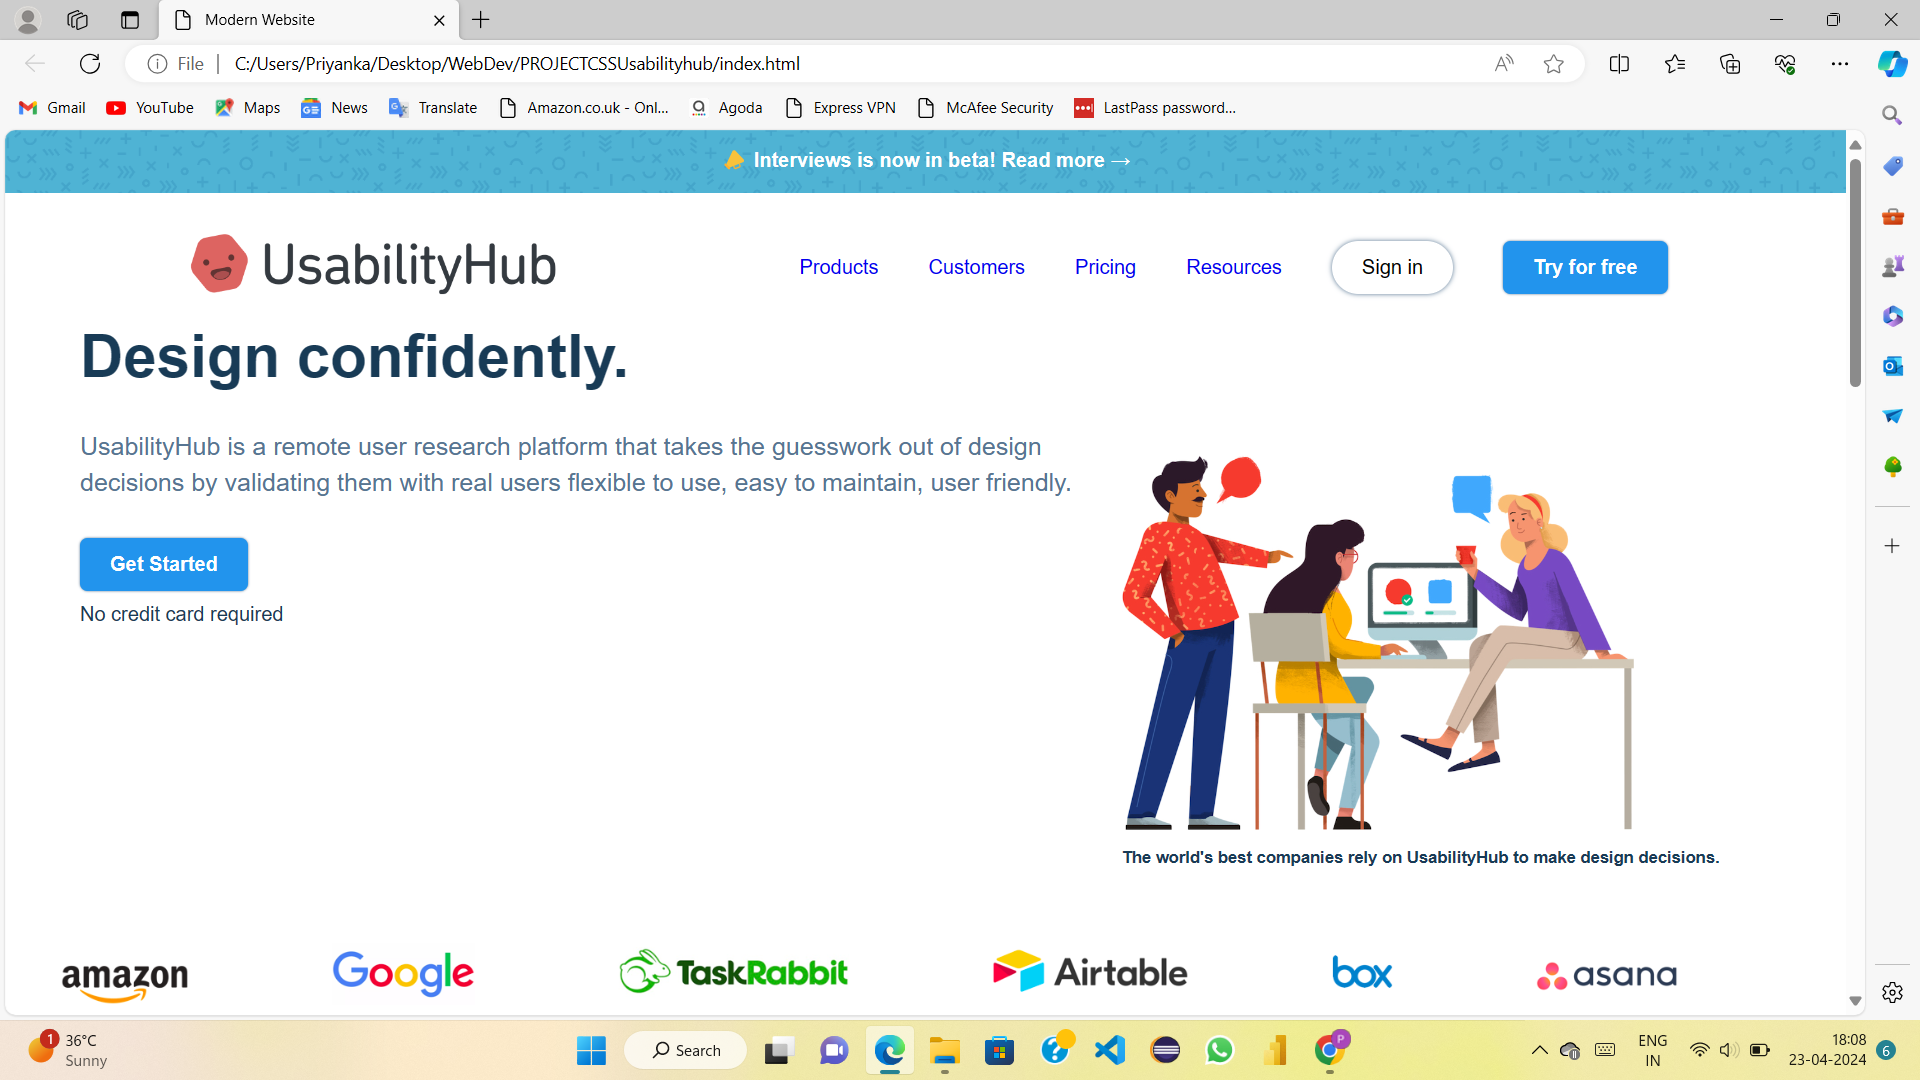 Modern Website
File
C:/Users/Priyanka/Desktop/WebDev/PROJECTCSSUsabilityhub/index.html
Gmail
YouTube
Maps
News
Translate
Amazon.co.uk - Onl...
Agoda
Express VPN
McAfee Security
LastPass password...
Interviews is now in beta! Read more →
UsabilityHub
Products
Customers
Pricing
Resources
Sign in
Try for free
Design confidently.
UsabilityHub is a remote user research platform that takes the guesswork out of design
decisions by validating them with real users flexible to use, easy to maintain, user friendly.
Get Started
No credit card required
The world's best companies rely on UsabilityHub to make design decisions.
amazon
Google
TaskRabbit
Airtable
box
asana
1
36°C
Sunny
Search
P
ENG
IN
18:08
23-04-2024
6